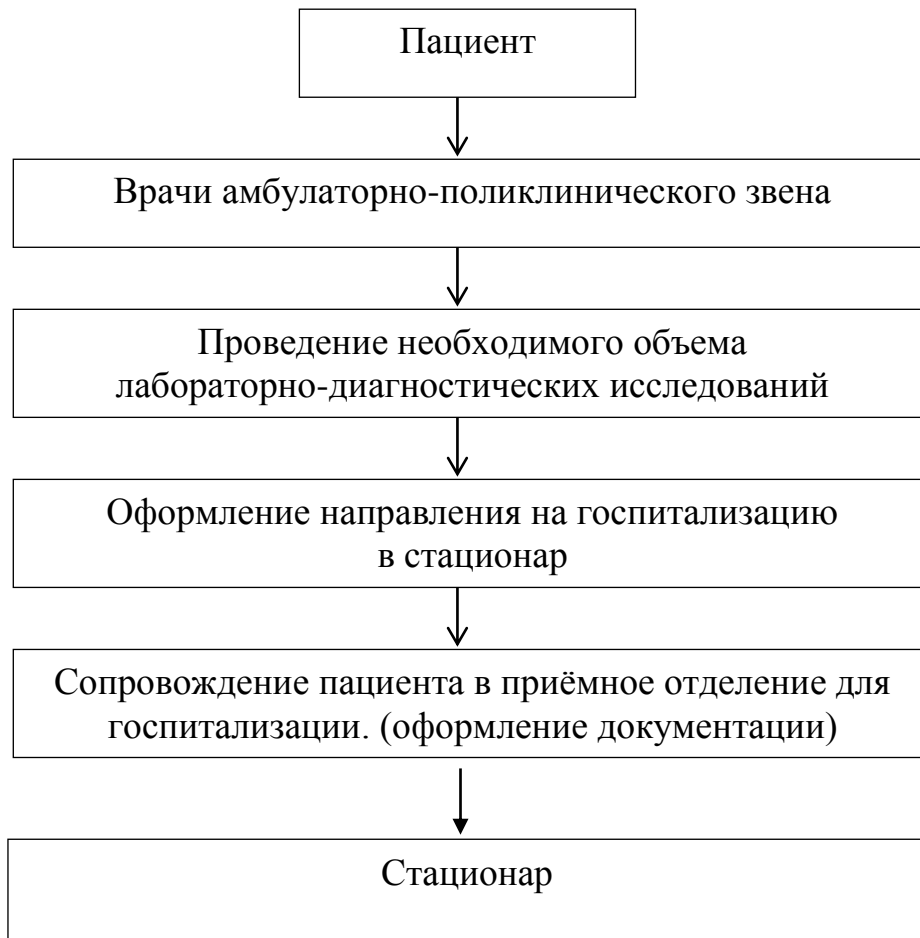 Пациент
Врачи амбулаторно-поликлинического звена
Проведение необходимого объема
лабораторно-диагностических исследований
Оформление направления на госпитализацию
в стационар
Сопровождение пациента в приёмное отделение для
госпитализации. (оформление документации)
Стационар